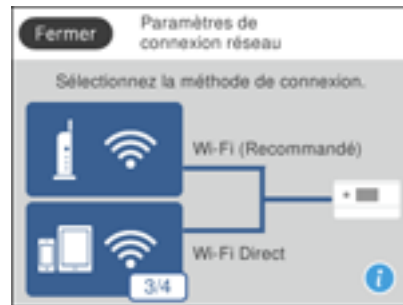 Fermer
Paramètres de
connexion réseau
Sélectionnez la méthode de connexion.
Wi-Fi (Recommandé)
Wi-Fi Direct
3/4
i